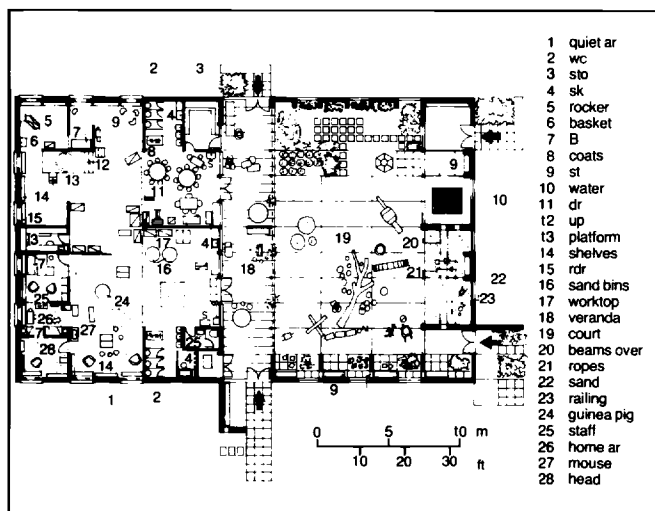 2 3
5 9 4
6 7 8 9
12
13
14 11 10
15
3 17 4 19 20
16 18
7 21 22
25 24 23
26 S
7 27 25
28 4
14
1 2 9
0 5 t0 m
10 20 30
ft
1 quiet ar
2 wc
3 sto
4 sk
5 rocker
6 basket
7 B
8 coats
9 st
10 water
11 dr
t2 up
t3 platform
14 shelves
15 rdr
16 sand bins
17 worktop
18 veranda
19 court
20 beams over
21 ropes
22 sand
23 railing
24 guinea pig
25 staff
26 home ar
27 mouse
28 head